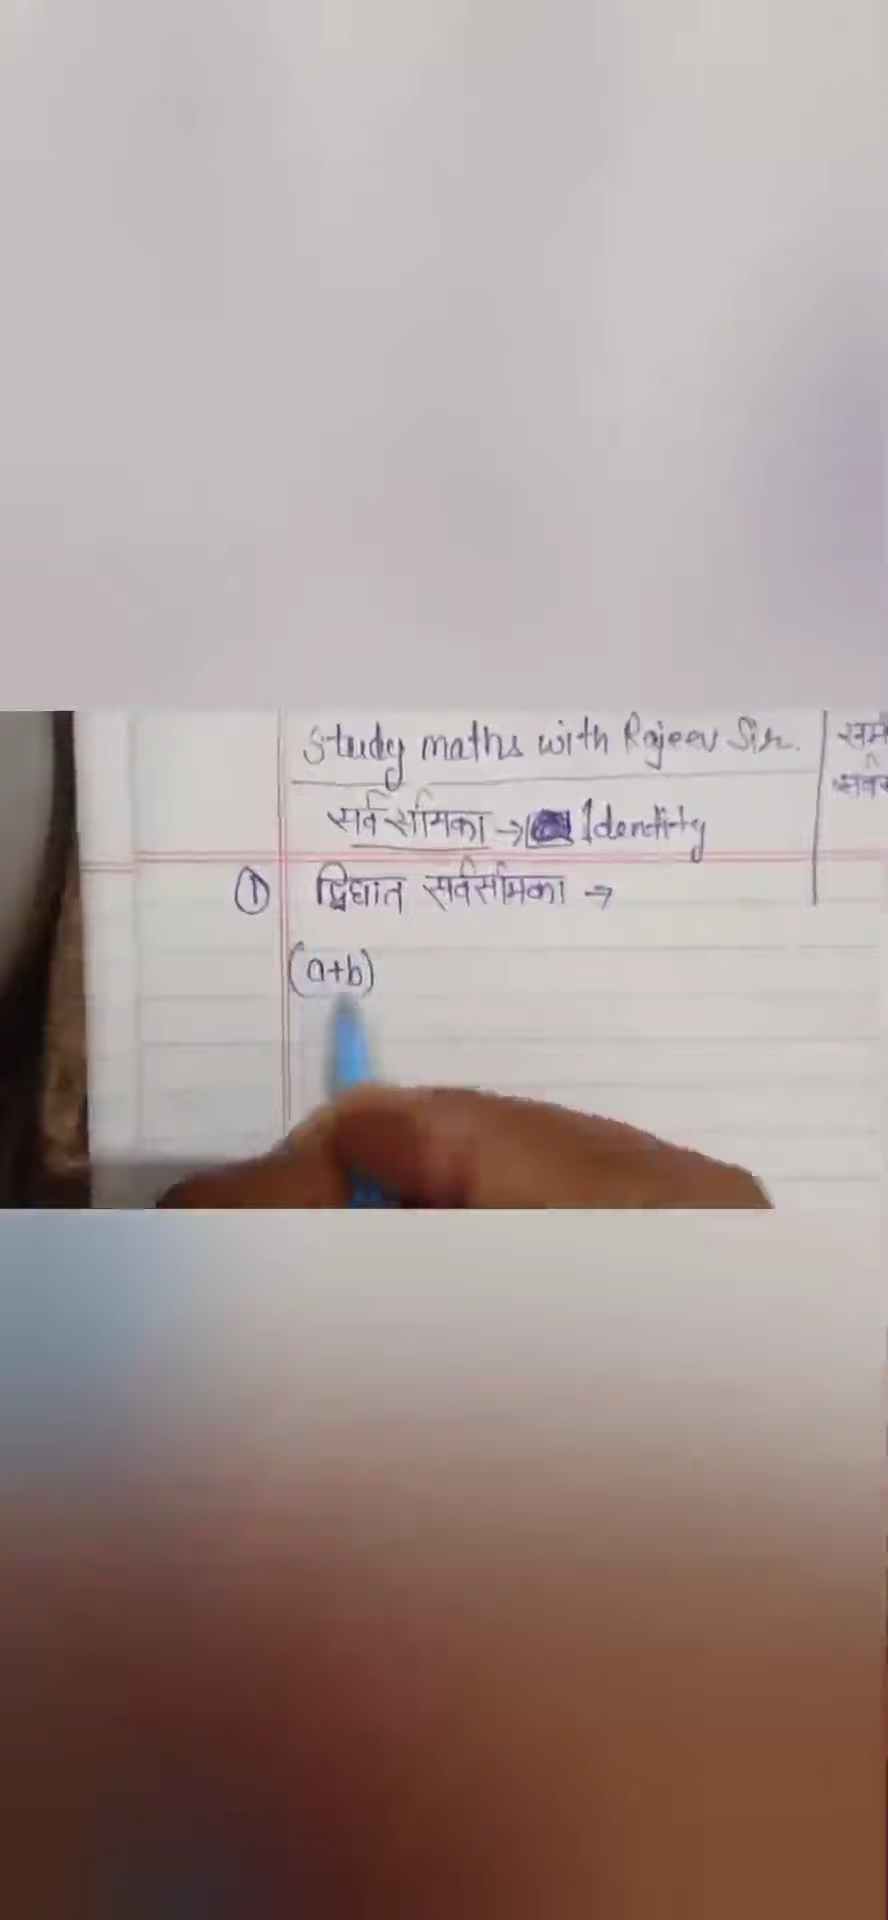 Study maths with Rajeev Sir.
सर्वसमिका → Identity
① द्विघात सर्वसमिका →
(a+b)